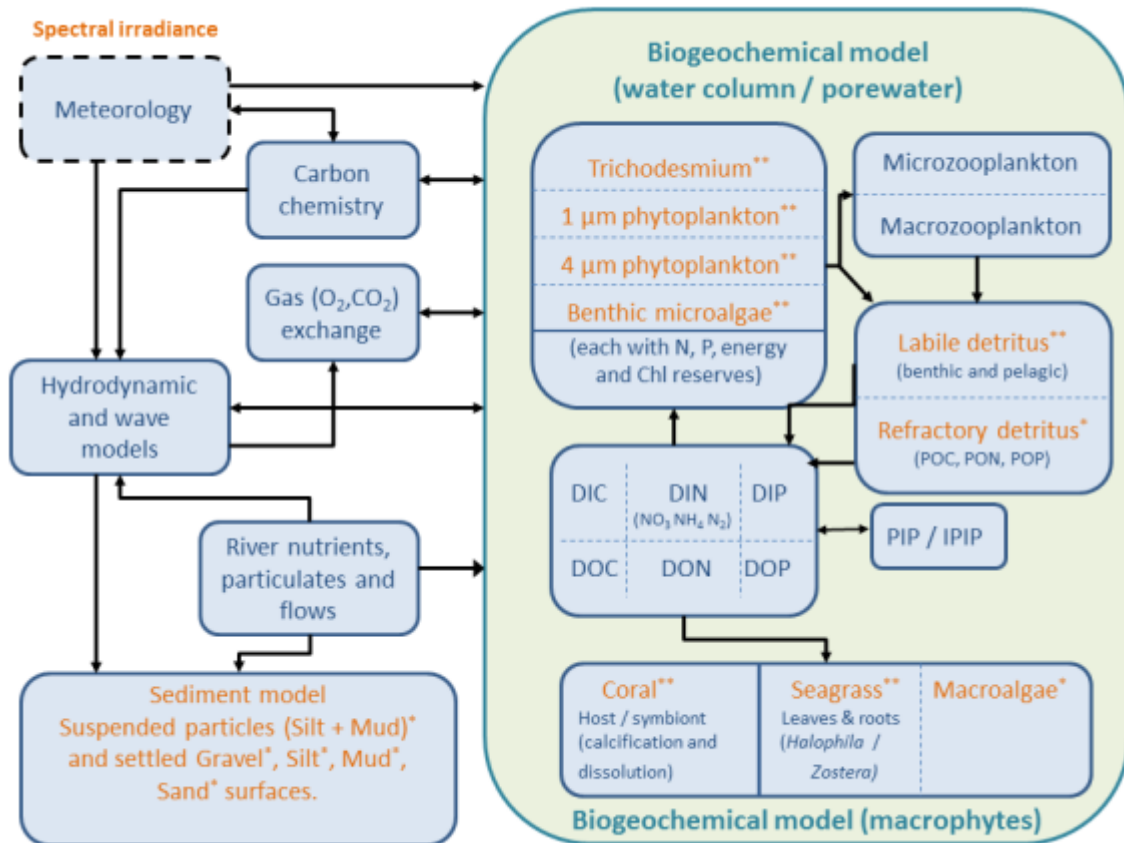 Spectral irradiance
Meteorology
Carbon
chemistry
Gas (O₂,CO₂)
exchange
Hydrodynamic
and wave
models
River nutrients,
particulates and
flows
Sediment model
Suspended particles (Silt + Mud)*
and settled Gravel*, Silt*, Mud*,
Sand* surfaces.
Biogeochemical model
(water column / porewater)
Trichodesmium**
1 μm phytoplankton**
4 μm phytoplankton**
Benthic microalgae**
(each with N, P, energy
and Chl reserves)
Microzooplankton
Macrozooplankton
Labile detritus**
(benthic and pelagic)
Refractory detritus*
(POC, PON, POP)
DIC DIN DIP
(NO₃ NH₄ N₂)
DOC DON DOP
PIP / IPIP
Coral**
Host / symbiont
(calcification and
dissolution)
Seagrass**
Leaves & roots
(Halophila /
Zostera)
Macroalgae*
Biogeochemical model (macrophytes)